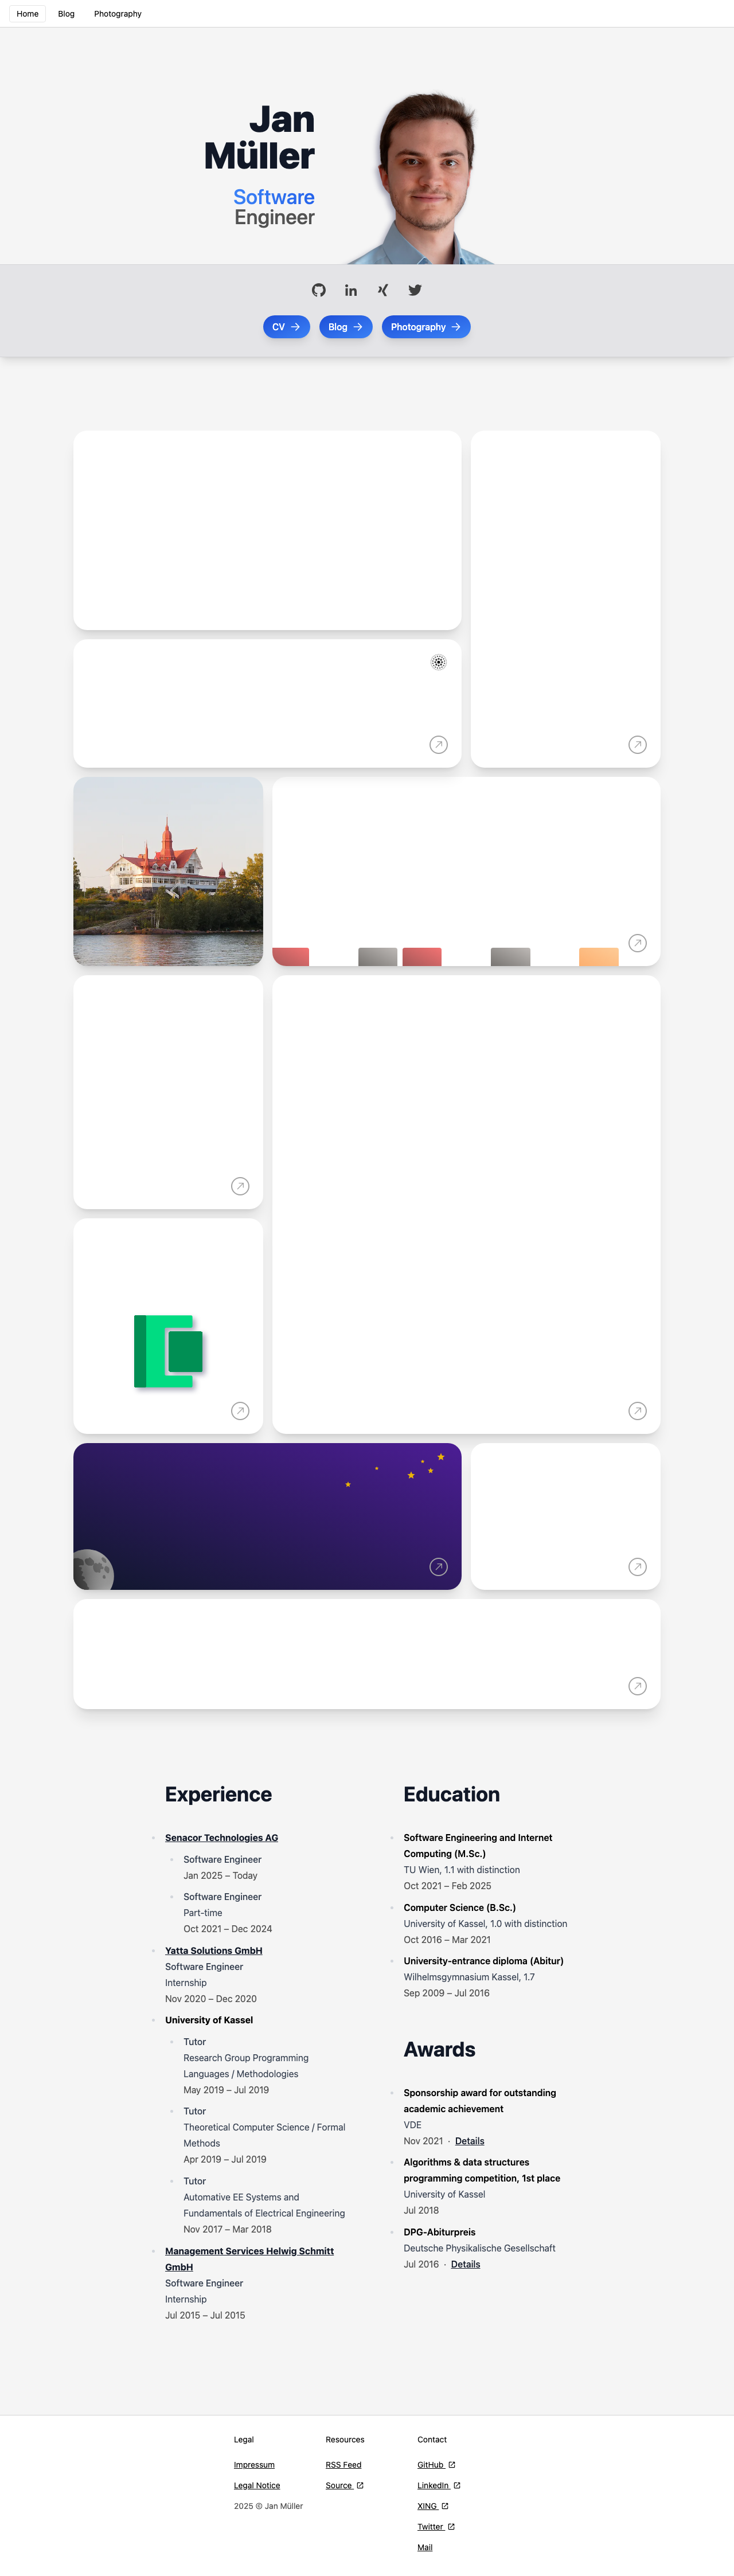 Home Blog Photography
Jan
Müller
Software
Engineer
CV Blog Photography
Experience
Senacor Technologies AG
Software Engineer
Jan 2025 – Today
Software Engineer
Part-time
Oct 2021 – Dec 2024
Yatta Solutions GmbH
Software Engineer
Internship
Nov 2020 – Dec 2020
University of Kassel
Tutor
Research Group Programming
Languages / Methodologies
May 2019 – Jul 2019
Tutor
Theoretical Computer Science / Formal
Methods
Apr 2019 – Jul 2019
Tutor
Automative EE Systems and
Fundamentals of Electrical Engineering
Nov 2017 – Mar 2018
Management Services Helwig Schmitt
GmbH
Software Engineer
Internship
Jul 2015 – Jul 2015
Education
Software Engineering and Internet
Computing (M.Sc.)
TU Wien, 1.1 with distinction
Oct 2021 – Feb 2025
Computer Science (B.Sc.)
University of Kassel, 1.0 with distinction
Oct 2016 – Mar 2021
University-entrance diploma (Abitur)
Wilhelmsgymnasium Kassel, 1.7
Sep 2009 – Jul 2016
Awards
Sponsorship award for outstanding
academic achievement
VDE
Nov 2021 · Details
Algorithms & data structures
programming competition, 1st place
University of Kassel
Jul 2018
DPG-Abiturpreis
Deutsche Physikalische Gesellschaft
Jul 2016 · Details
Legal
Impressum
Legal Notice
2025 © Jan Müller
Resources
RSS Feed
Source
Contact
GitHub
LinkedIn
XING
Twitter
Mail